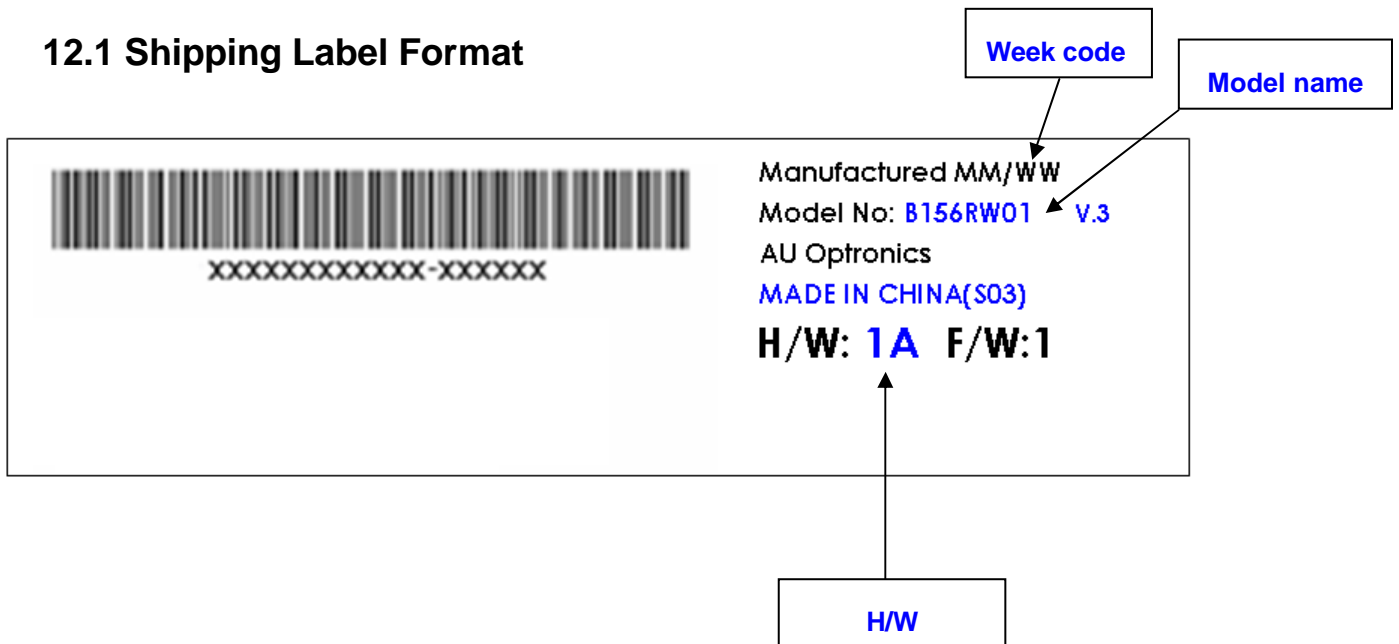 12.1 Shipping Label Format
Week code
Model name
Manufactured MM/WW
Model No: B156RW01 V.3
AU Optronics
MADE IN CHINA(S03)
H/W: 1A F/W:1
XXXXXXXXXXXX-XXXXXX
H/W